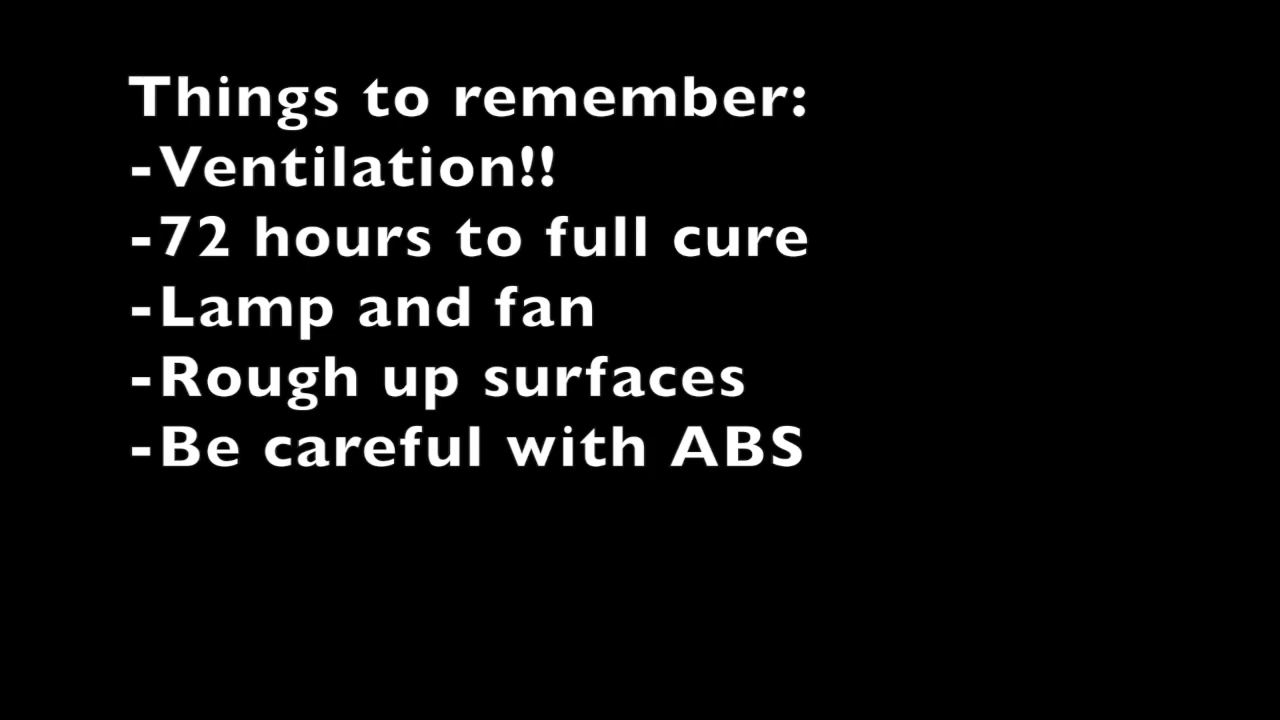 Things to remember:
-Ventilation!!
-72 hours to full cure
-Lamp and fan
-Rough up surfaces
-Be careful with ABS